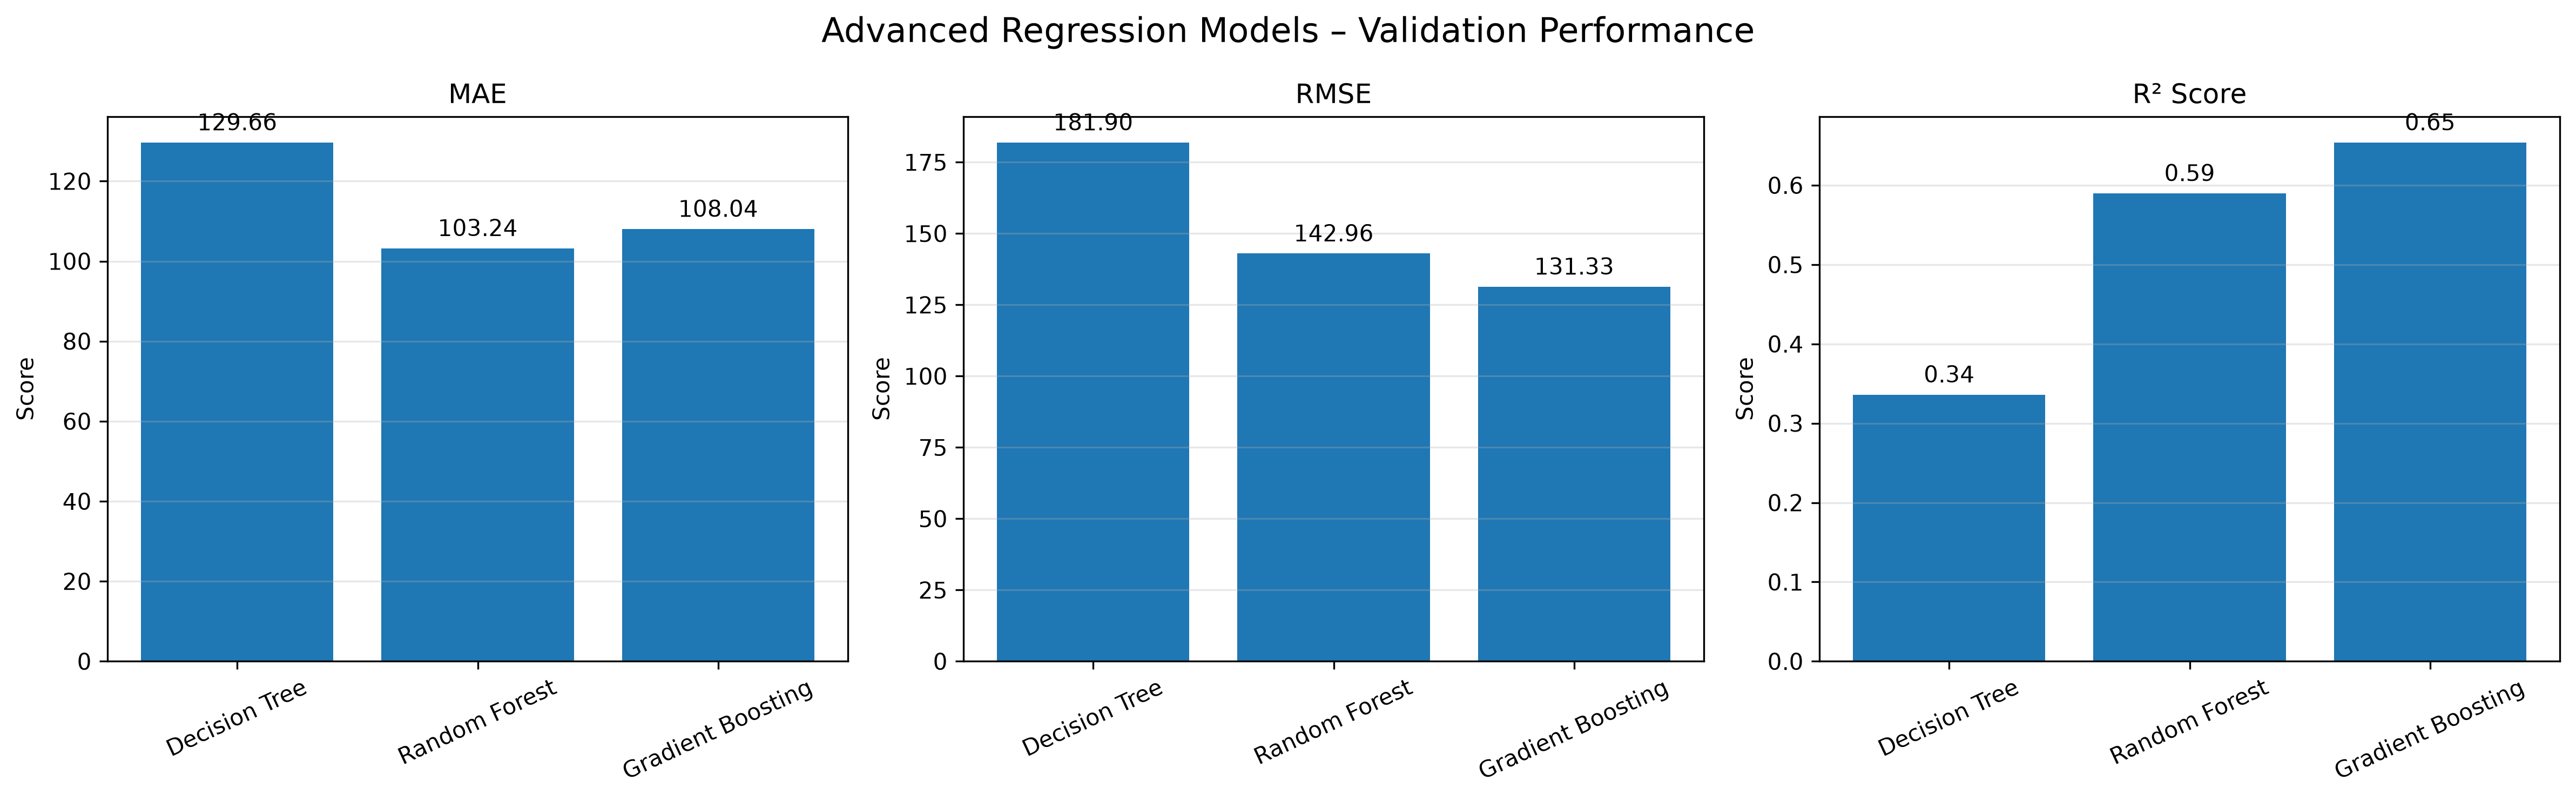 Advanced Regression Models – Validation Performance
MAE
129.66
103.24
108.04
Score
120
100
80
60
40
20
0
Decision Tree
Random Forest
Gradient Boosting
RMSE
181.90
142.96
131.33
Score
175
150
125
100
75
50
25
0
Decision Tree
Random Forest
Gradient Boosting
R² Score
0.34
0.59
0.65
Score
0.6
0.5
0.4
0.3
0.2
0.1
0.0
Decision Tree
Random Forest
Gradient Boosting